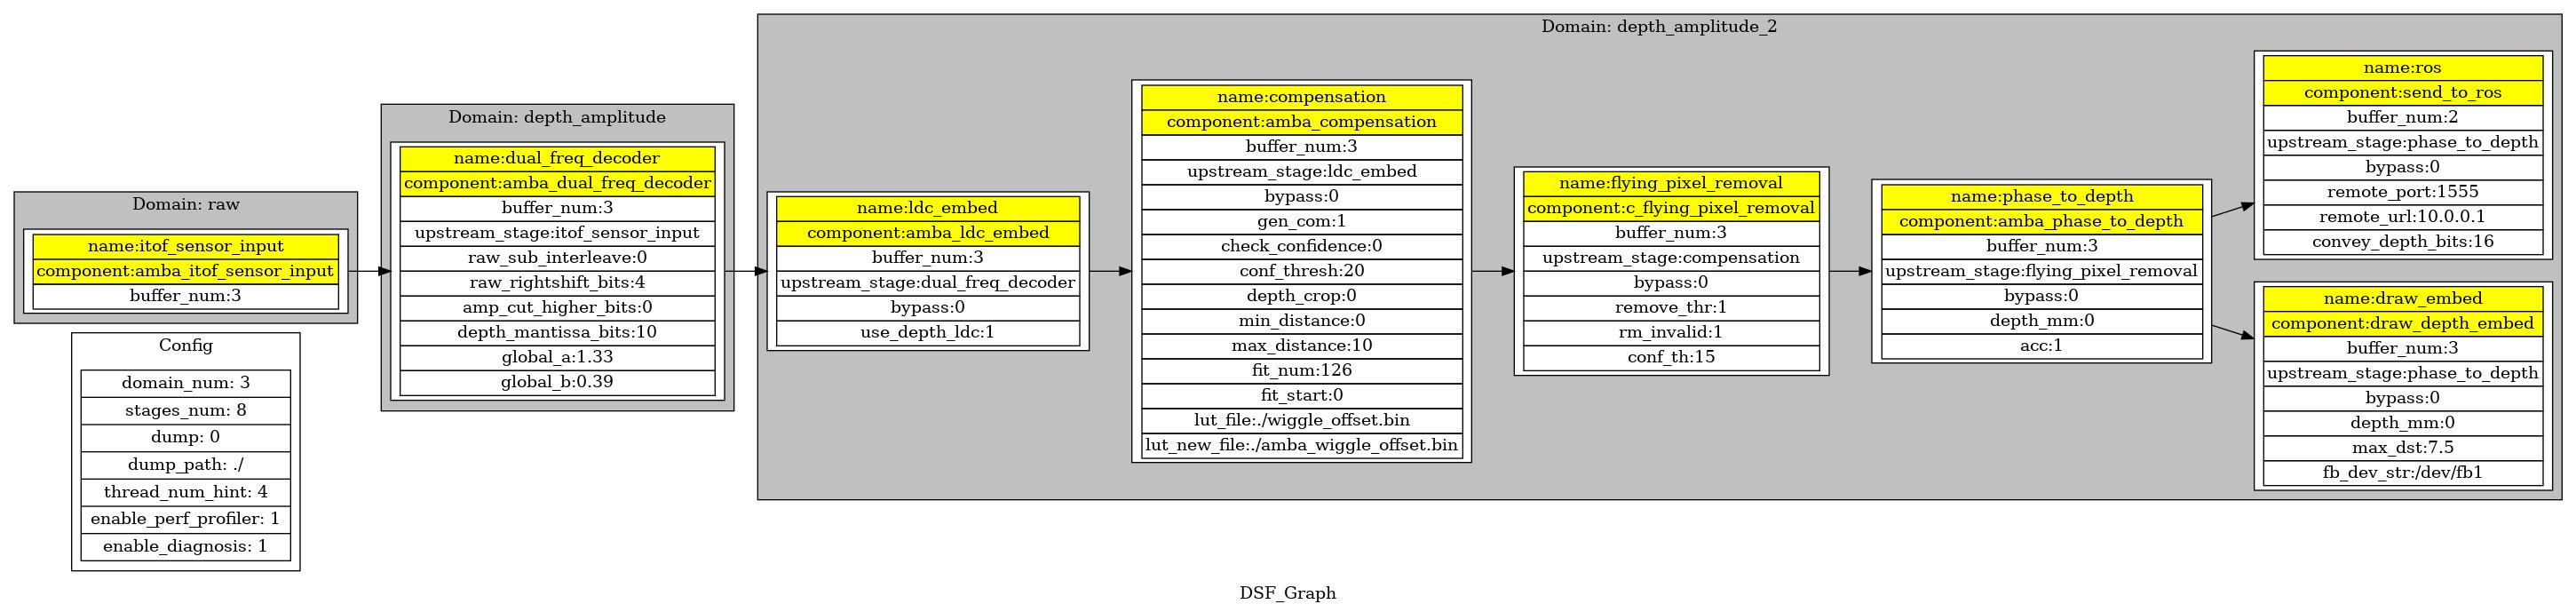 Domain: raw
name:itof_sensor_input
component:amba_itof_sensor_input
buffer_num:3
Config
domain_num: 3
stages_num: 8
dump: 0
dump_path: ./
thread_num_hint: 4
enable_perf_profiler: 1
enable_diagnosis: 1
Domain: depth_amplitude
name:dual_freq_decoder
component:amba_dual_freq_decoder
buffer_num:3
upstream_stage:itof_sensor_input
raw_sub_interleave:0
raw_rightshift_bits:4
amp_cut_higher_bits:0
depth_mantissa_bits:10
global_a:1.33
global_b:0.39
Domain: depth_amplitude_2
name:ldc_embed
component:amba_ldc_embed
buffer_num:3
upstream_stage:dual_freq_decoder
bypass:0
use_depth_ldc:1
name:compensation
component:amba_compensation
buffer_num:3
upstream_stage:ldc_embed
bypass:0
gen_com:1
check_confidence:0
conf_thresh:20
depth_crop:0
min_distance:0
max_distance:10
fit_num:126
fit_start:0
lut_file:./wiggle_offset.bin
lut_new_file:./amba_wiggle_offset.bin
name:flying_pixel_removal
component:c_flying_pixel_removal
buffer_num:3
upstream_stage:compensation
bypass:0
remove_thr:1
rm_invalid:1
conf_th:15
name:phase_to_depth
component:amba_phase_to_depth
buffer_num:3
upstream_stage:flying_pixel_removal
bypass:0
depth_mm:0
acc:1
name:ros
component:send_to_ros
buffer_num:2
upstream_stage:phase_to_depth
bypass:0
remote_port:1555
remote_url:10.0.0.1
convey_depth_bits:16
name:draw_embed
component:draw_depth_embed
buffer_num:3
upstream_stage:phase_to_depth
bypass:0
depth_mm:0
max_dst:7.5
fb_dev_str:/dev/fb1
DSF_Graph